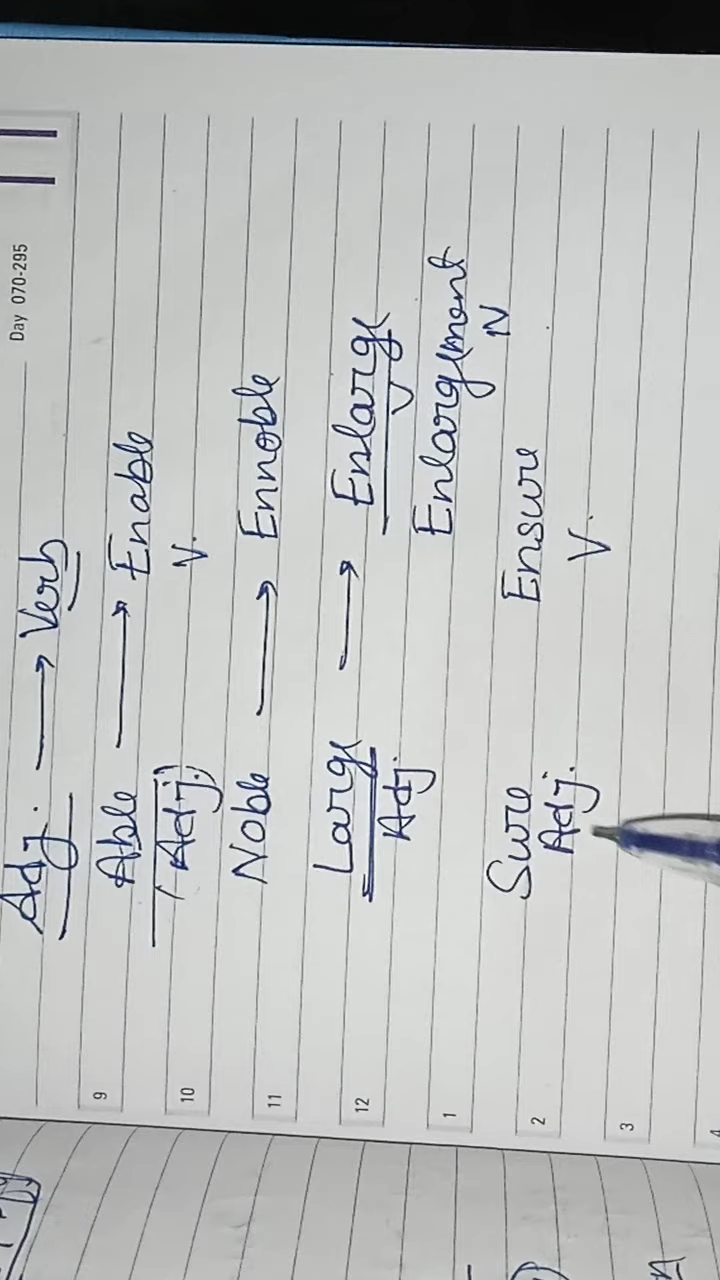 Day 070-295
Adj. → Verb
9
Able → Enable
(Adj.) V.
10
11
Noble → Ennoble
12
Large → Enlarge
Adj. V
1
Enlargement
N
2
Sure Ensure
Adj. V.
3
4